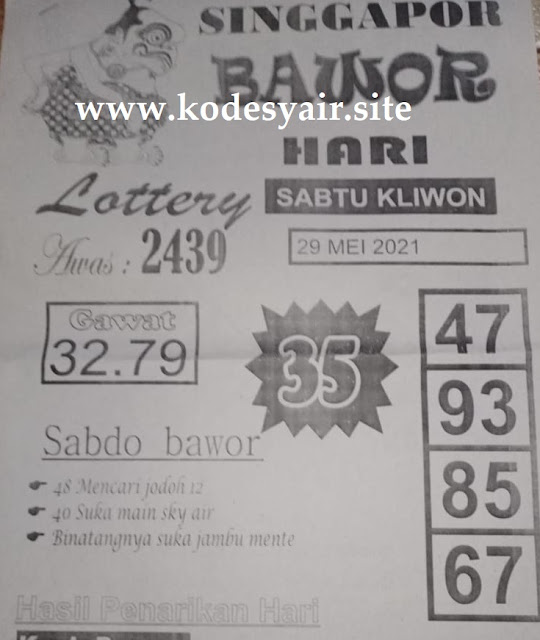 SINGGAPOR
BAWOR
www.kodesyair.site
HARI
Lottery
SABTU KLIWON
Awas : 2439
29 MEI 2021
Gawat
32.79
35
47
93
85
67
Sabdo bawor
48 Mencari jodoh 12
40 Suka main sky air
Binatangnya suka jambu mente
Hasil Penarikan Hari